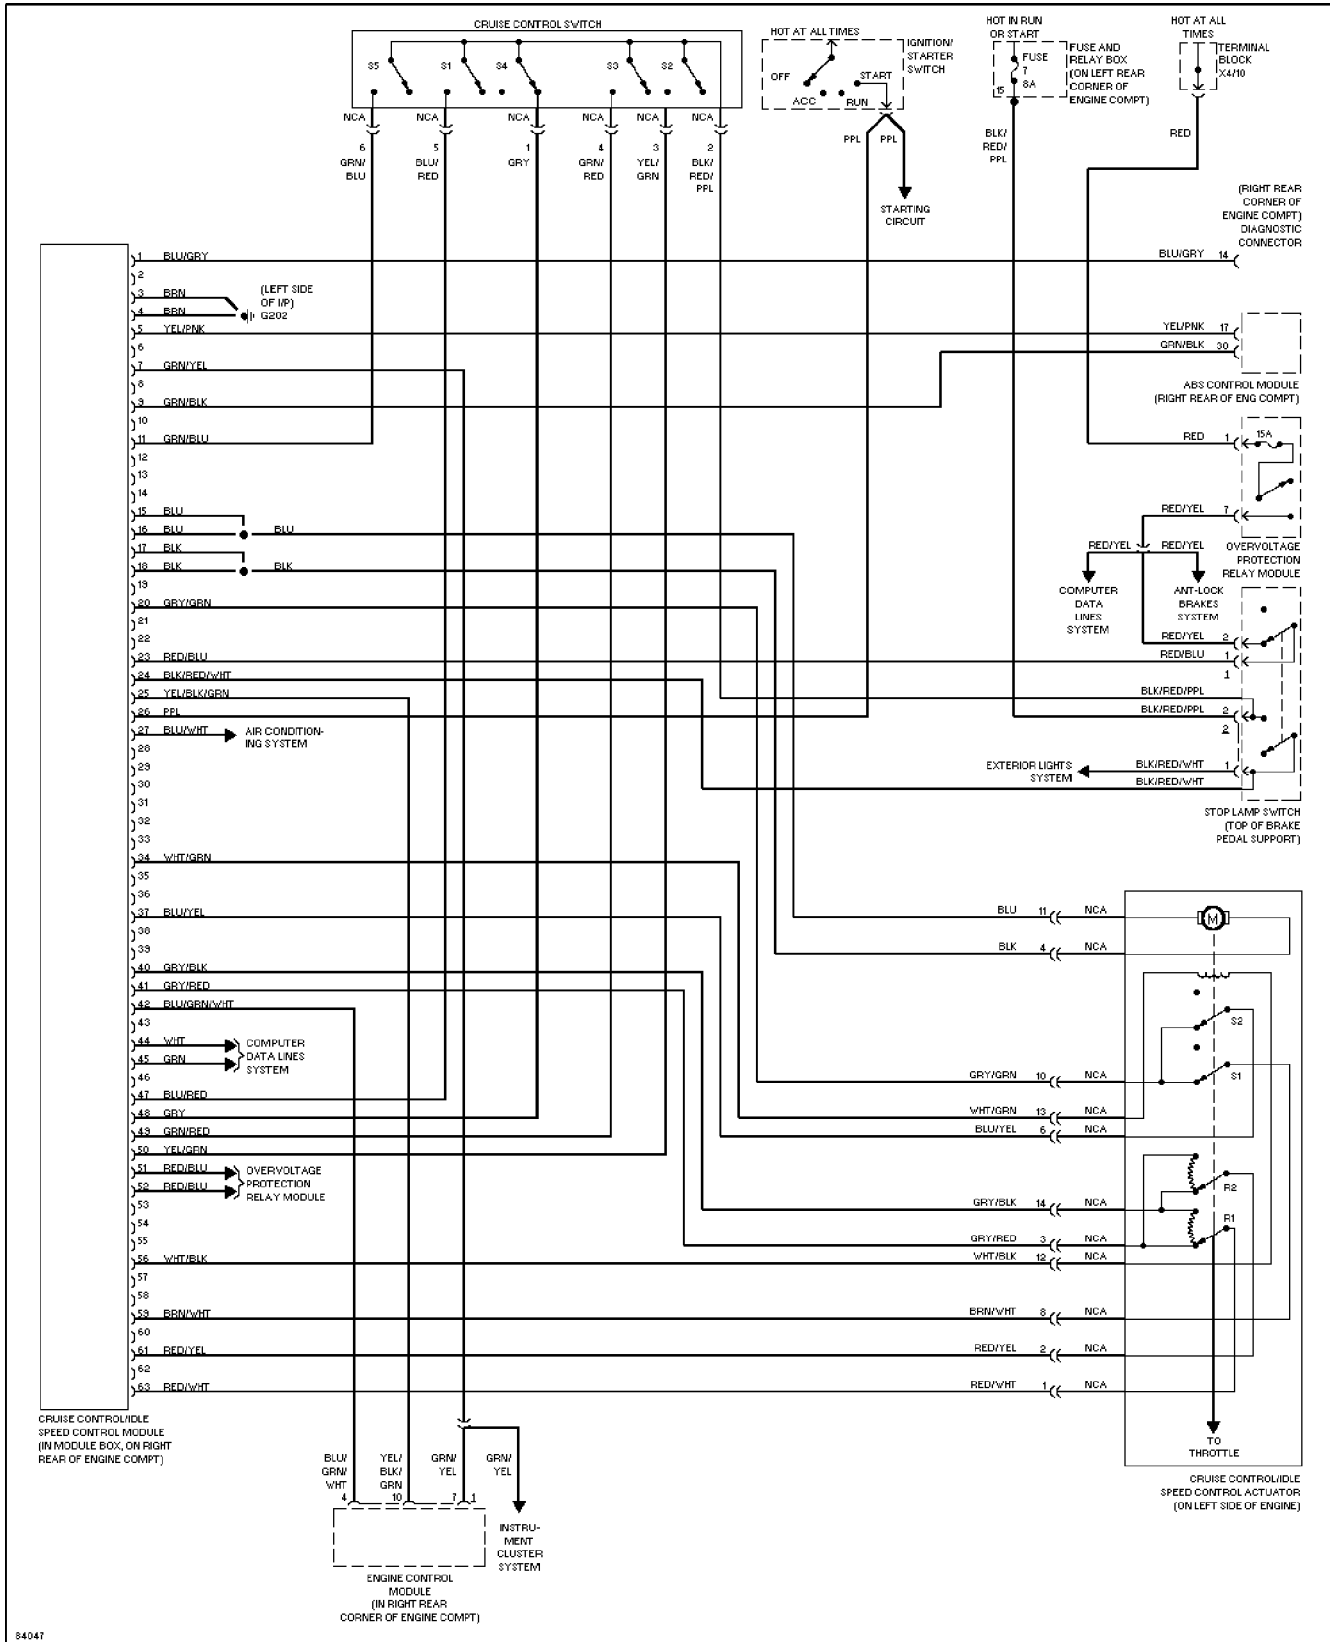 CRUISE CONTROL SWITCH
S5
S1
S4
S3
S2
NCA
NCA
NCA
NCA
NCA
NCA
6
5
1
4
3
2
GRN/
BLU
BLU/
RED
GRY
GRN/
RED
YEL/
GRN
BLK/
RED/
PPL
HOT AT ALL TIMES
OFF
ACC
RUN
START
IGNITION/
STARTER
SWITCH
PPL
PPL
STARTING
CIRCUIT
HOT IN RUN
OR START
FUSE
7
8A
15
FUSE AND
RELAY BOX
(ON LEFT REAR
CORNER OF
ENGINE COMPT)
BLK/
RED/
PPL
HOT AT ALL
TIMES
TERMINAL
BLOCK
X4/10
RED
(RIGHT REAR
CORNER OF
ENGINE COMPT)
DIAGNOSTIC
CONNECTOR
BLU/GRY 14
YEL/PNK 17
GRN/BLK 30
ABS CONTROL MODULE
(RIGHT REAR OF ENG COMPT)
RED 1
15A
RED/YEL 7
RED/YEL
RED/YEL
OVERVOLTAGE
PROTECTION
RELAY MODULE
COMPUTER
DATA
LINES
SYSTEM
ANT-LOCK
BRAKES
SYSTEM
RED/YEL 2
RED/BLU 1
1
BLK/RED/PPL
BLK/RED/PPL 2
2
EXTERIOR LIGHTS
SYSTEM
BLK/RED/WHT 1
BLK/RED/WHT
STOP LAMP SWITCH
(TOP OF BRAKE
PEDAL SUPPORT)
1 BLU/GRY
2
3 BRN
4 BRN
(LEFT SIDE
OF I/P)
G202
5 YEL/PNK
6
7 GRN/YEL
8
9 GRN/BLK
10
11 GRN/BLU
12
13
14
15 BLU
16 BLU
BLU
17 BLK
18 BLK
BLK
19
20 GRY/GRN
21
22
23 RED/BLU
24 BLK/RED/WHT
25 YEL/BLK/GRN
26 PPL
27 BLU/WHT
AIR CONDITION-
ING SYSTEM
28
29
30
31
32
33
34 WHT/GRN
35
36
37 BLU/YEL
38
39
40 GRY/BLK
41 GRY/RED
42 BLU/GRN/WHT
43
44 WHT
45 GRN
COMPUTER
DATA LINES
SYSTEM
46
47 BLU/RED
48 GRY
49 GRN/RED
50 YEL/GRN
51 RED/BLU
52 RED/BLU
OVERVOLTAGE
PROTECTION
RELAY MODULE
53
54
55
56 WHT/BLK
57
58
59 BRN/WHT
60
61 RED/YEL
62
63 RED/WHT
CRUISE CONTROL/IDLE
SPEED CONTROL MODULE
(IN MODULE BOX, ON RIGHT
REAR OF ENGINE COMPT)
BLU 11 NCA
BLK 4 NCA
GRY/GRN 10 NCA
WHT/GRN 13 NCA
BLU/YEL 6 NCA
GRY/BLK 14 NCA
GRY/RED 3 NCA
WHT/BLK 12 NCA
BRN/WHT 8 NCA
RED/YEL 2 NCA
RED/WHT 1 NCA
M
S2
S1
R2
R1
TO
THROTTLE
CRUISE CONTROL/IDLE
SPEED CONTROL ACTUATOR
(ON LEFT SIDE OF ENGINE)
BLU/
GRN/
WHT
4
YEL/
BLK/
GRN
10
GRN/
YEL
7
1
GRN/
YEL
INSTRU-
MENT
CLUSTER
SYSTEM
ENGINE CONTROL
MODULE
(IN RIGHT REAR
CORNER OF ENGINE COMPT)
84047